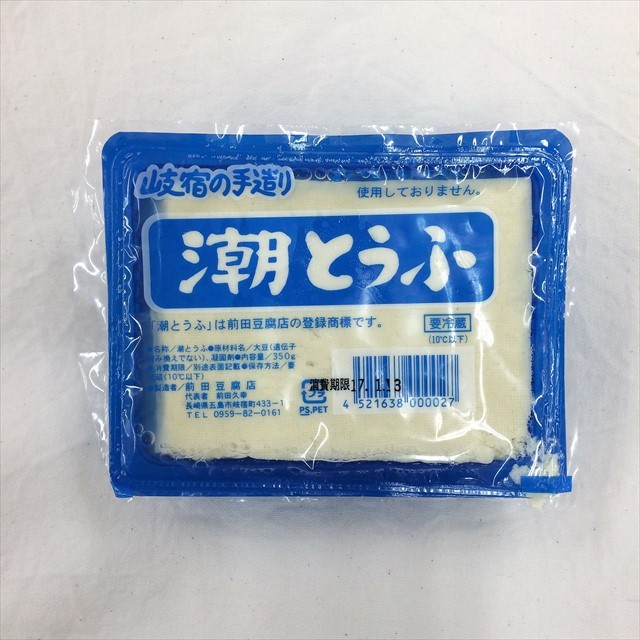 岐宿の手造り
使用しておりません。
潮とうふ
「潮とうふ」は前田豆腐店の登録商標です。
要冷蔵
(10℃以下)
名称/潮とうふ●原材料名/大豆(遺伝子
み換えでない)、凝固剤●内容量/350g
消費期限/別途表面記載●保存方法/要
蔵(10℃以下)
製造者/前田豆腐店
代表者 前田久幸
長崎県五島市岐宿町433-1
TEL 0959-82-0161
プラ
PS.PET
消費期限17.1.13
4 521638 000027